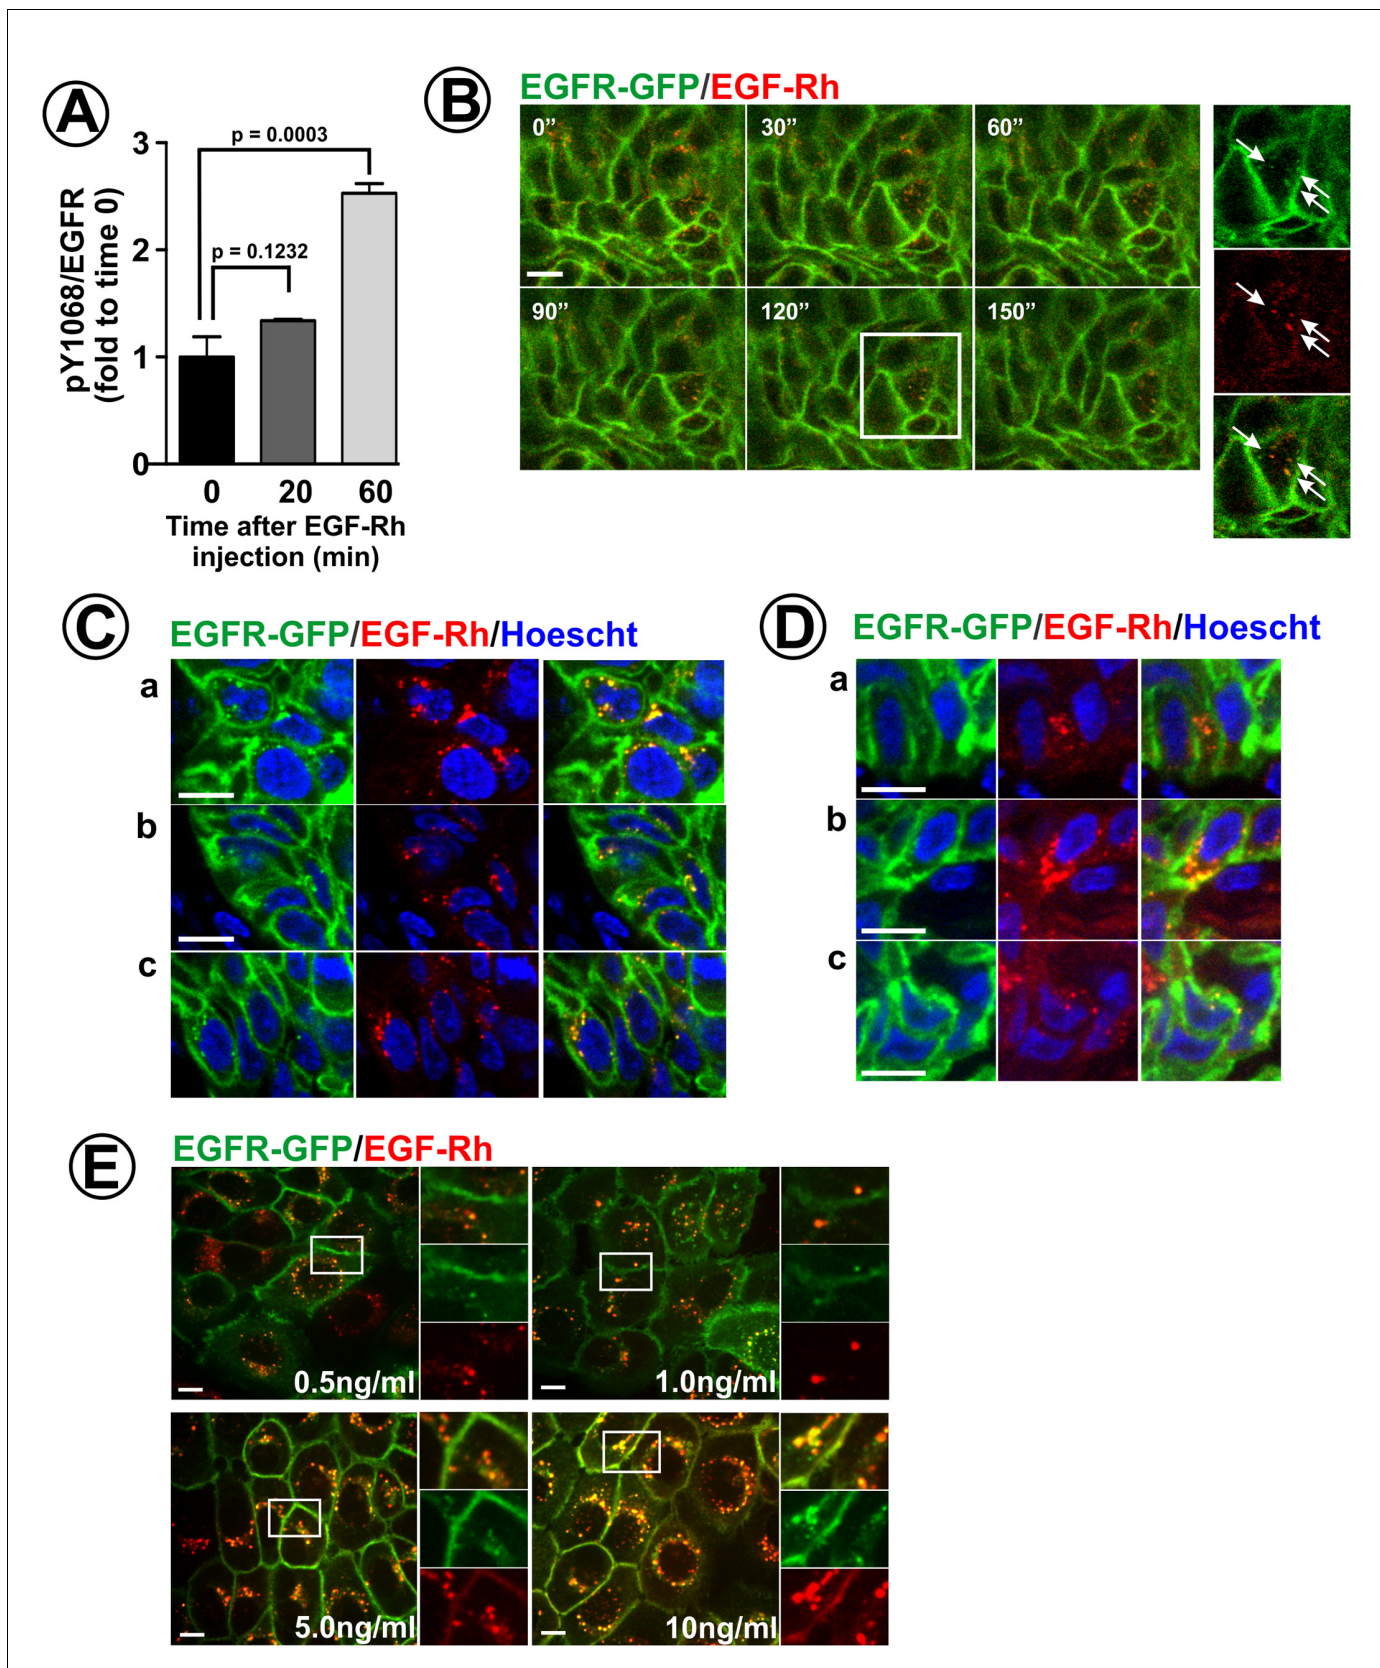 A
3
2
1
0
pY1068/EGFR
(fold to time 0)
p = 0.0003
p = 0.1232
0 20 60
Time after EGF-Rh
injection (min)
B
EGFR-GFP/EGF-Rh
0” 30” 60”
90” 120” 150”
C
EGFR-GFP/EGF-Rh/Hoescht
a
b
c
D
EGFR-GFP/EGF-Rh/Hoescht
a
b
c
E
EGFR-GFP/EGF-Rh
0.5ng/ml 1.0ng/ml
5.0ng/ml 10ng/ml